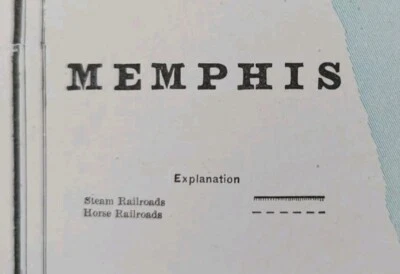 MEMPHIS
Explanation
Steam Railroads
Horse Railroads